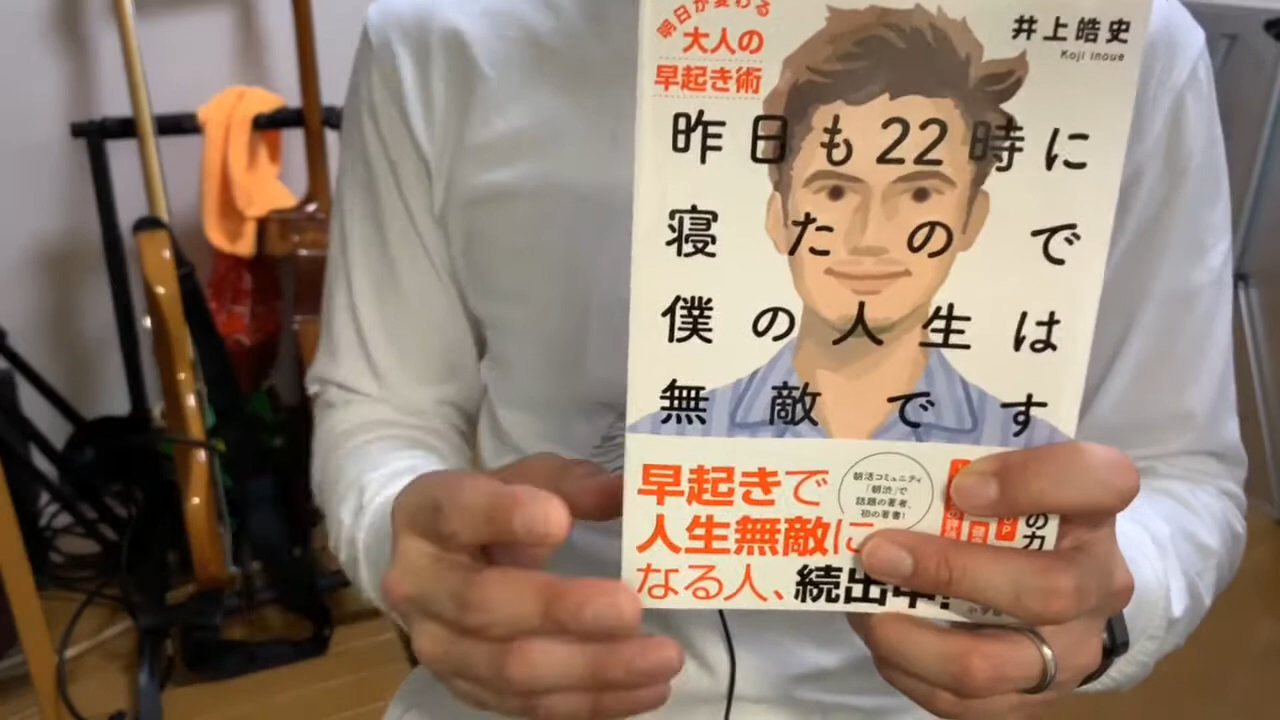 明日が変わる
大人の
早起き術
井上皓史
Koji Inoue
昨日も22時に
寝たので
僕の人生は
無敵です
早起きで
人生無敵に
なる人、続出中!
朝活コミュニティ
「朝渋」で
話題の著者、
初の著書!
の力